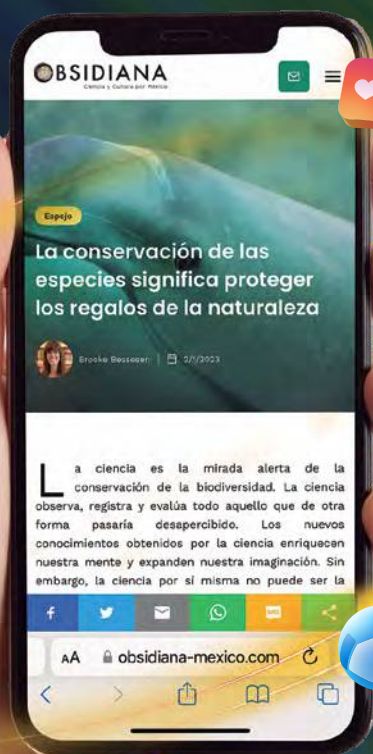 OBSIDIANA
Ciencia y Cultura por México
Espejo
La conservación de las
especies significa proteger
los regalos de la naturaleza
Brooke Bessesen | 2/1/2023
La ciencia es la mirada alerta de la
conservación de la biodiversidad. La ciencia
observa, registra y evalúa todo aquello que de otra
forma pasaría desapercibido. Los nuevos
conocimientos obtenidos por la ciencia enriquecen
nuestra mente y expanden nuestra imaginación. Sin
embargo, la ciencia por sí misma no puede ser la
SMS
AA obsidiana-mexico.com